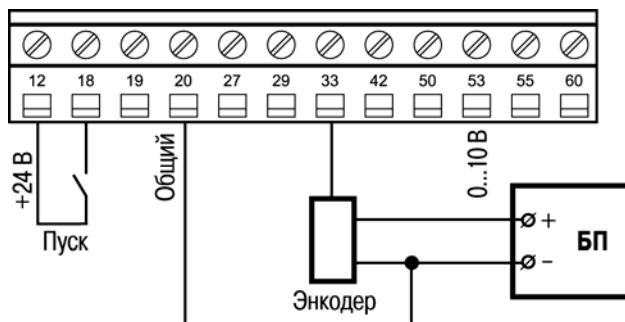 12 18 19 20 27 29 33 42 50 53 55 60
+24 В
Общий
0...10 В
Пуск
Энкодер
+
−
БП